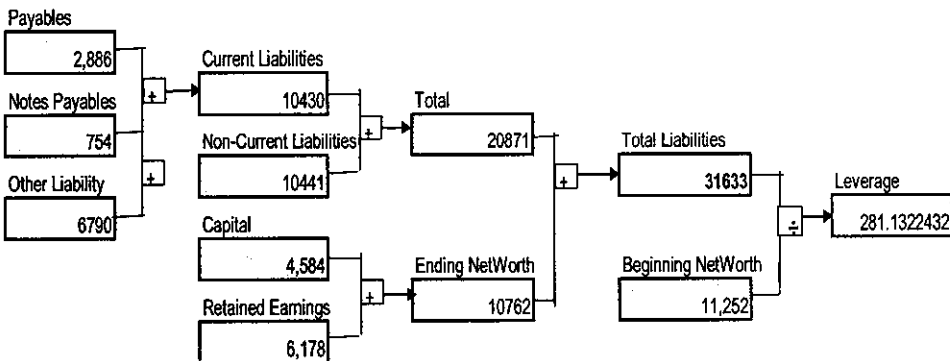 Payables
2,886
+
Notes Payables
754
+
Other Liability
6790
Current Liabilities
10430
+
Non-Current Liabilities
10441
Capital
4,584
+
Retained Earnings
6,178
Total
20871
+
Ending NetWorth
10762
Total Liabilities
31633
÷
Beginning NetWorth
11,252
Leverage
281.1322432